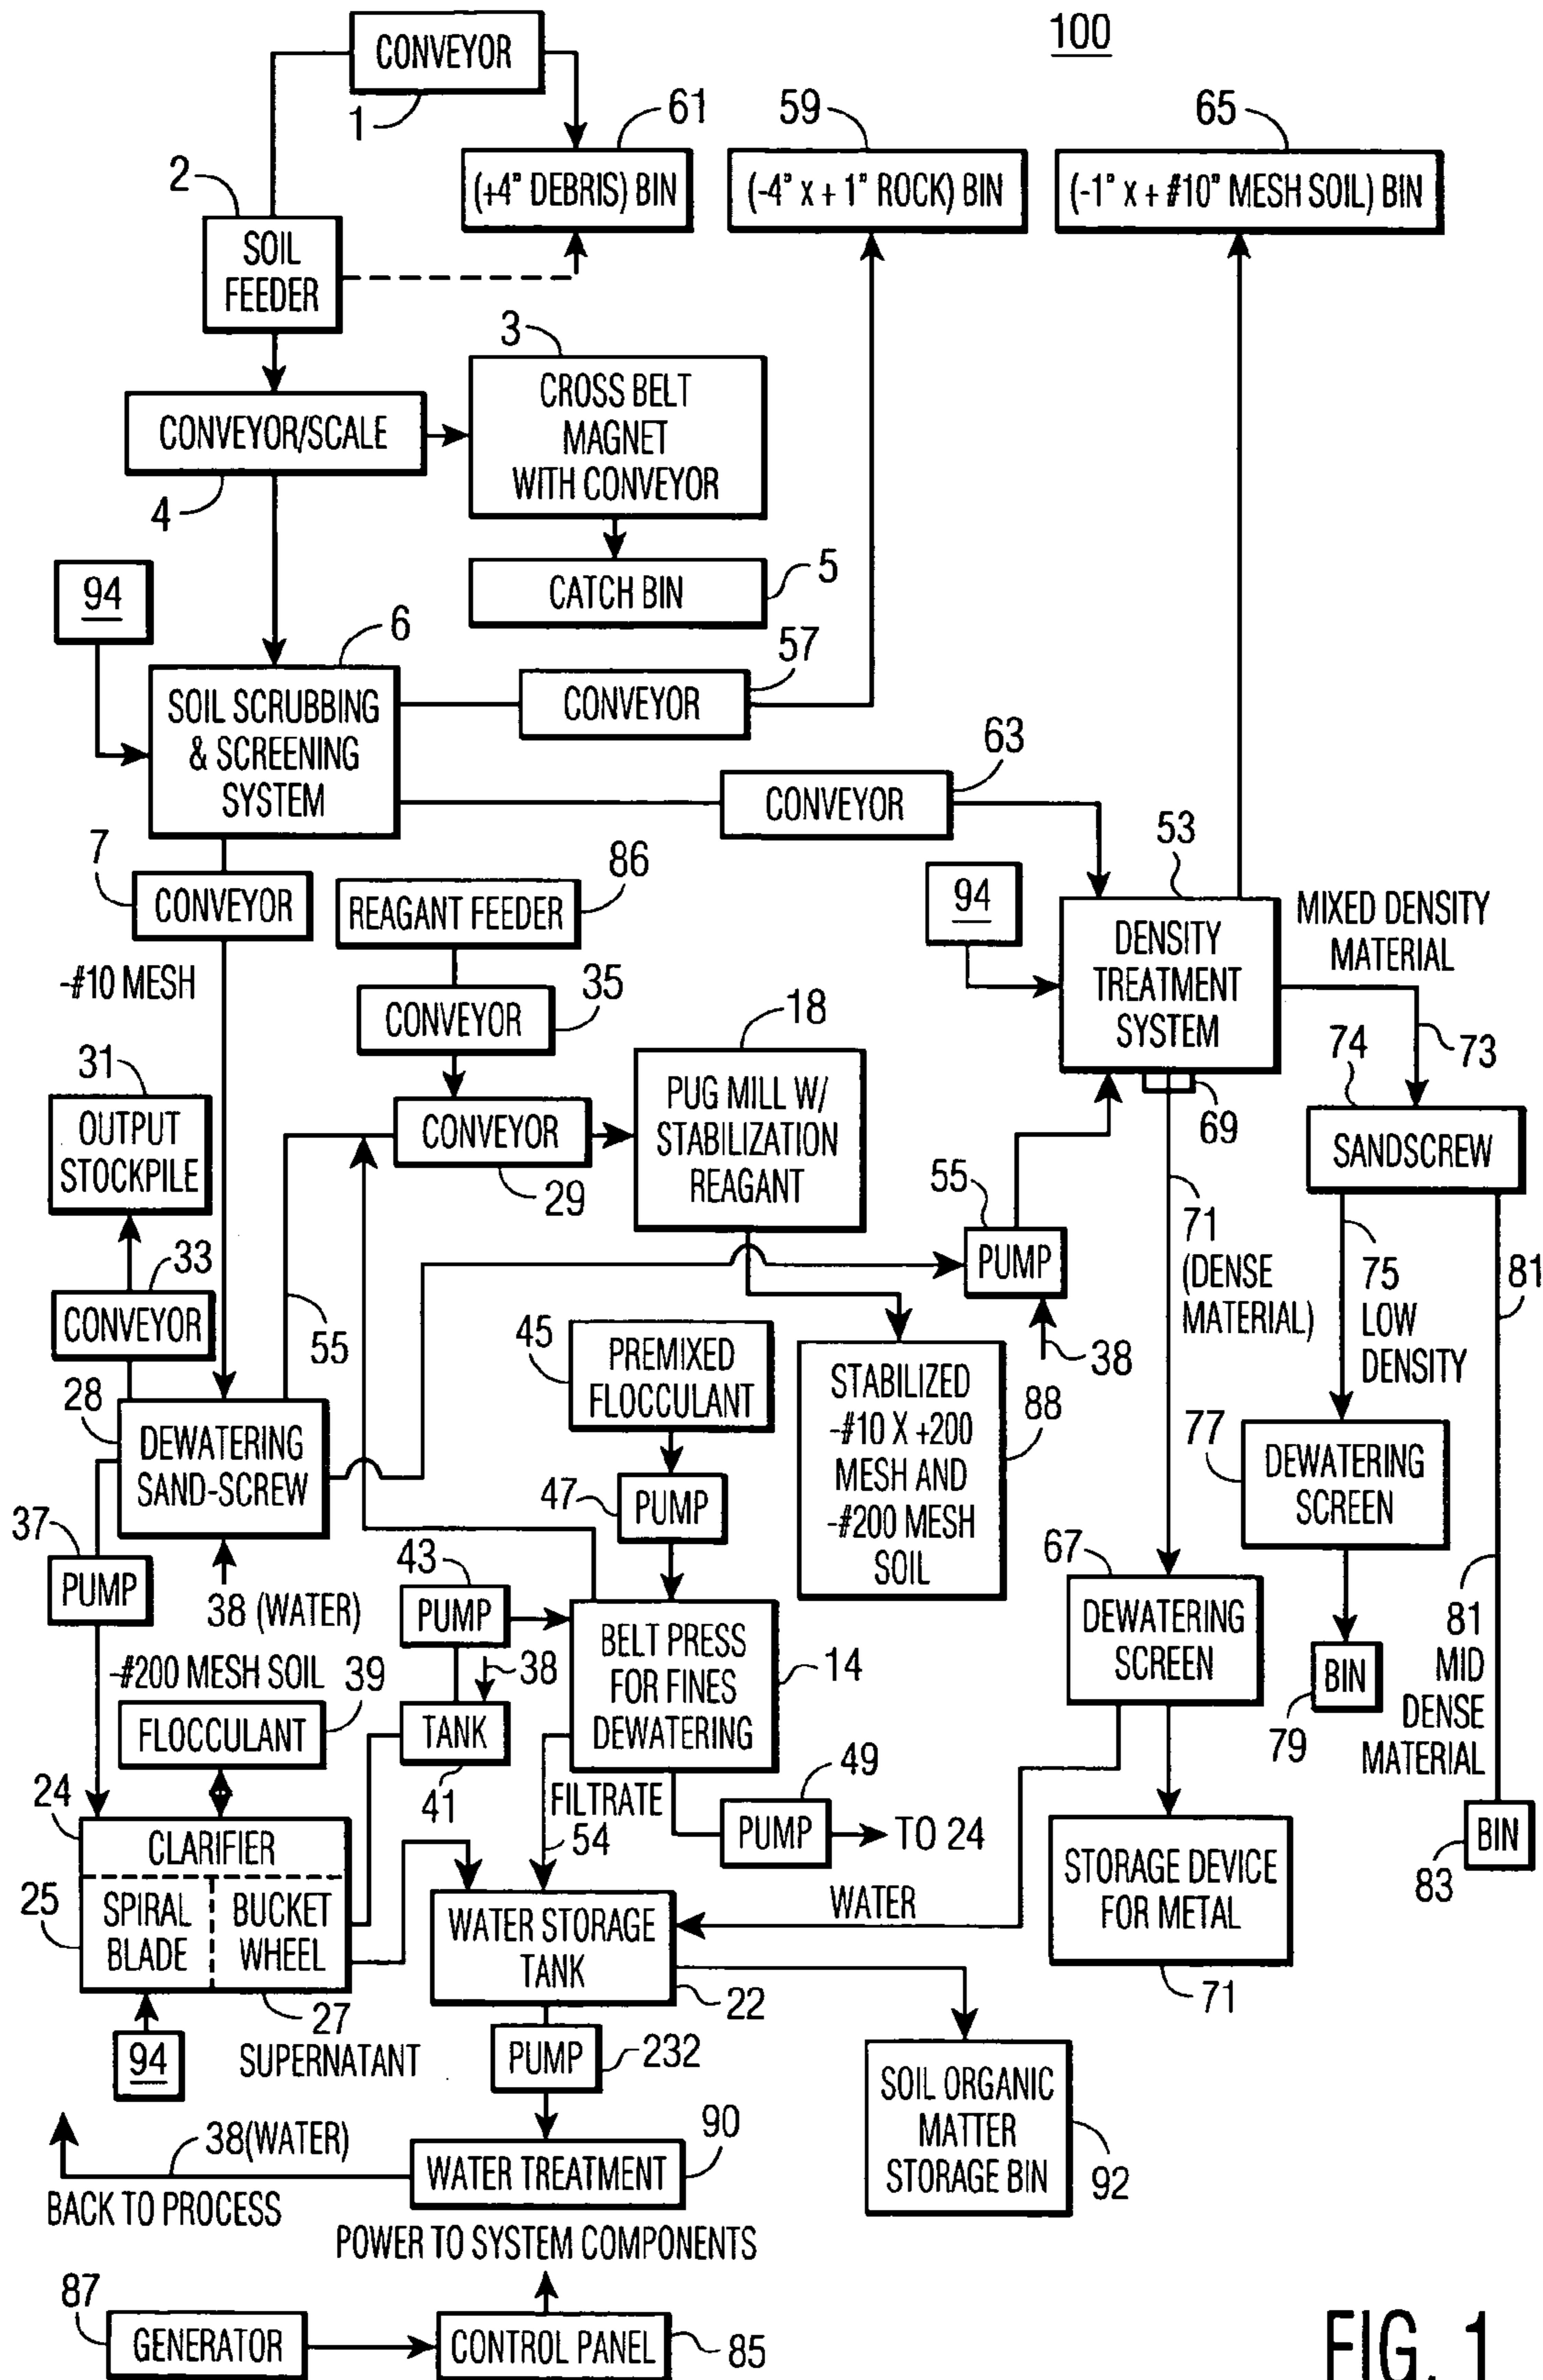 100
CONVEYOR
1
61
59
65
2
(+4" DEBRIS) BIN
(-4" x + 1" ROCK) BIN
(-1" x + #10" MESH SOIL) BIN
SOIL
FEEDER
3
CROSS BELT
MAGNET
WITH CONVEYOR
CONVEYOR/SCALE
4
5
CATCH BIN
94
6
57
SOIL SCRUBBING
& SCREENING
SYSTEM
CONVEYOR
63
CONVEYOR
7
CONVEYOR
86
REAGANT FEEDER
53
94
DENSITY
TREATMENT
SYSTEM
MIXED DENSITY
MATERIAL
-#10 MESH
35
CONVEYOR
18
74
73
31
OUTPUT
STOCKPILE
PUG MILL W/
STABILIZATION
REAGANT
CONVEYOR
29
69
SANDSCREW
55
PUMP
38
71
(DENSE
MATERIAL)
75
LOW
DENSITY
81
33
CONVEYOR
55
45
PREMIXED
FLOCCULANT
STABILIZED
-#10 X +200
MESH AND
-#200 MESH
SOIL
88
28
DEWATERING
SAND-SCREW
77
DEWATERING
SCREEN
47
PUMP
37
PUMP
38 (WATER)
43
PUMP
67
DEWATERING
SCREEN
81
MID
DENSE
MATERIAL
BELT PRESS
FOR FINES
DEWATERING
14
-#200 MESH SOIL
39
FLOCCULANT
38
TANK
41
BIN
79
24
CLARIFIER
FILTRATE
54
49
PUMP
TO 24
BIN
83
25
SPIRAL
BLADE
BUCKET
WHEEL
27
WATER STORAGE
TANK
22
WATER
STORAGE DEVICE
FOR METAL
71
94
SUPERNATANT
PUMP
232
SOIL ORGANIC
MATTER
STORAGE BIN
92
38(WATER)
90
WATER TREATMENT
BACK TO PROCESS
POWER TO SYSTEM COMPONENTS
87
GENERATOR
CONTROL PANEL
85
FIG. 1